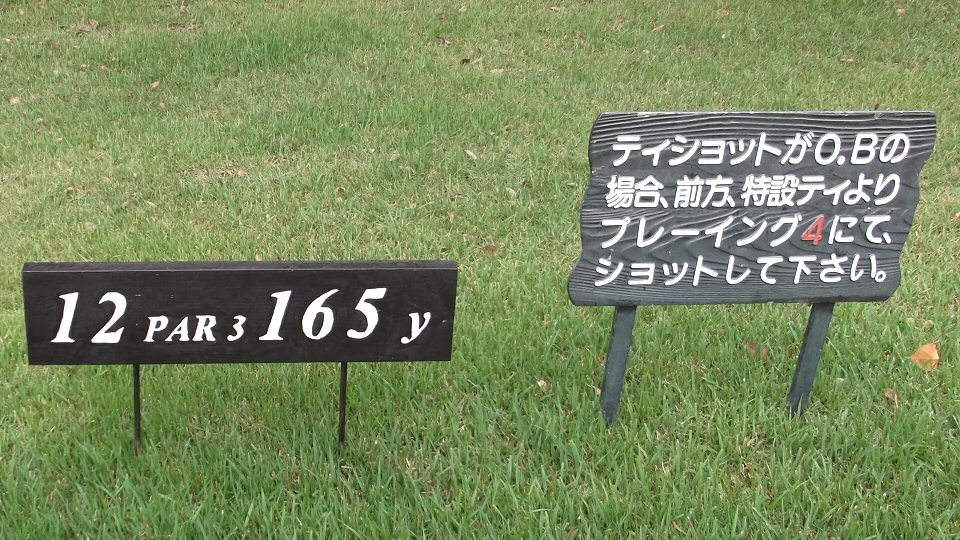 12 PAR 3 165 y
ティショットがO.Bの
場合、前方、特設ティより
プレーイング4にて、
ショットして下さい。